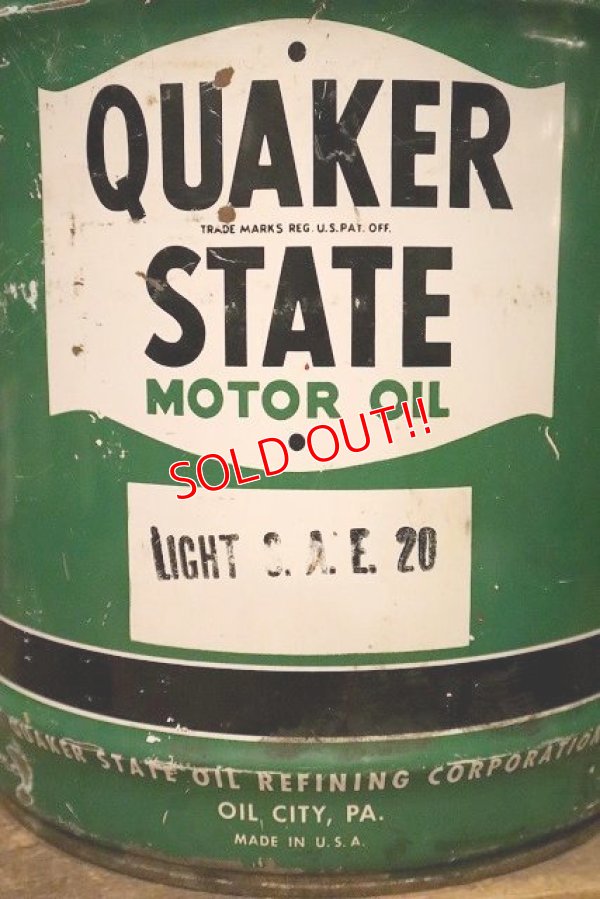 QUAKER
TRADE MARKS REG. U.S. PAT. OFF.
STATE
MOTOR OIL
SOLD OUT!!
LIGHT S. A. E. 20
QUAKER STATE OIL REFINING CORPORATION
OIL CITY, PA.
MADE IN U. S. A.